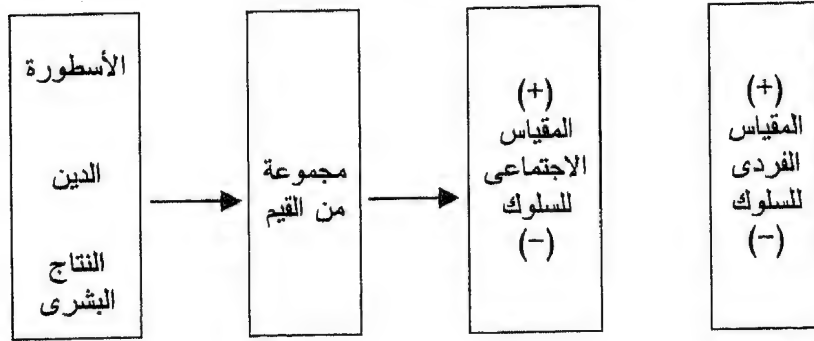 الأسطورة
الدين
النتاج
البشرى
مجموعة
من القيم
(+)
المقياس
الاجتماعى
للسلوك
(–)
(+)
المقياس
الفردى
للسلوك
(–)